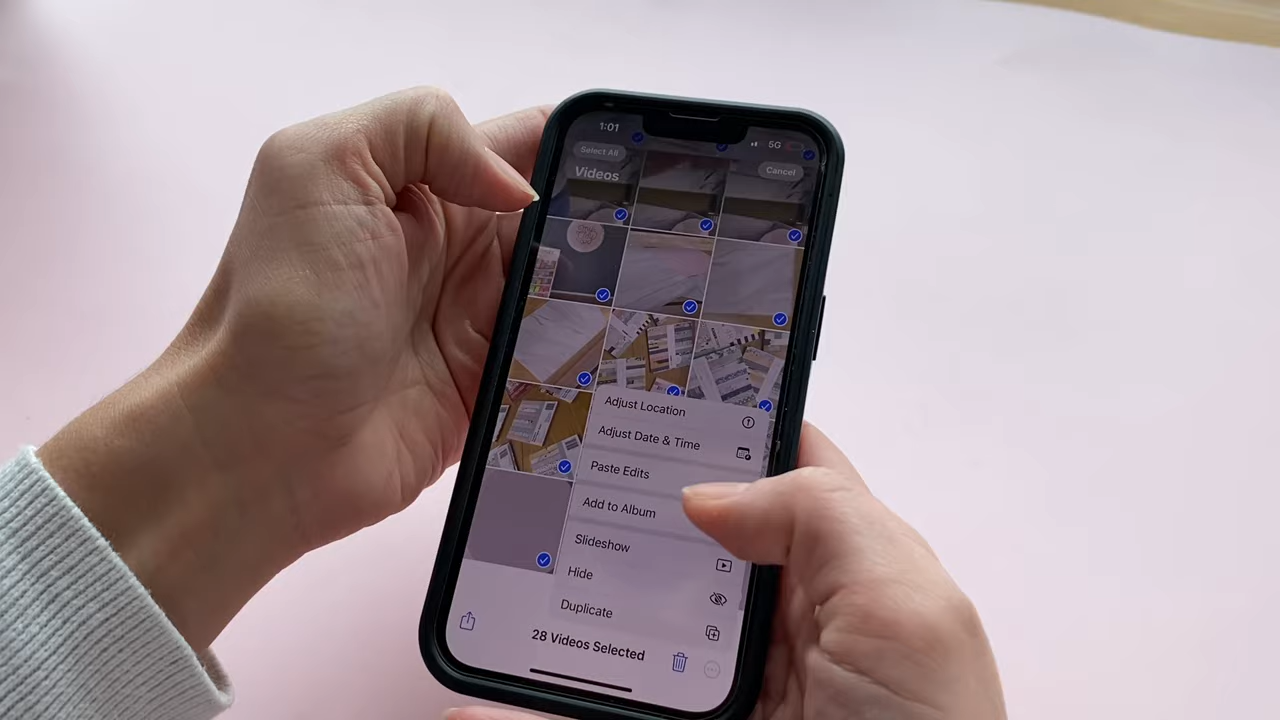 1:01
5G
Select All
Cancel
Videos
Adjust Location
Adjust Date & Time
Paste Edits
Add to Album
Slideshow
Hide
Duplicate
28 Videos Selected